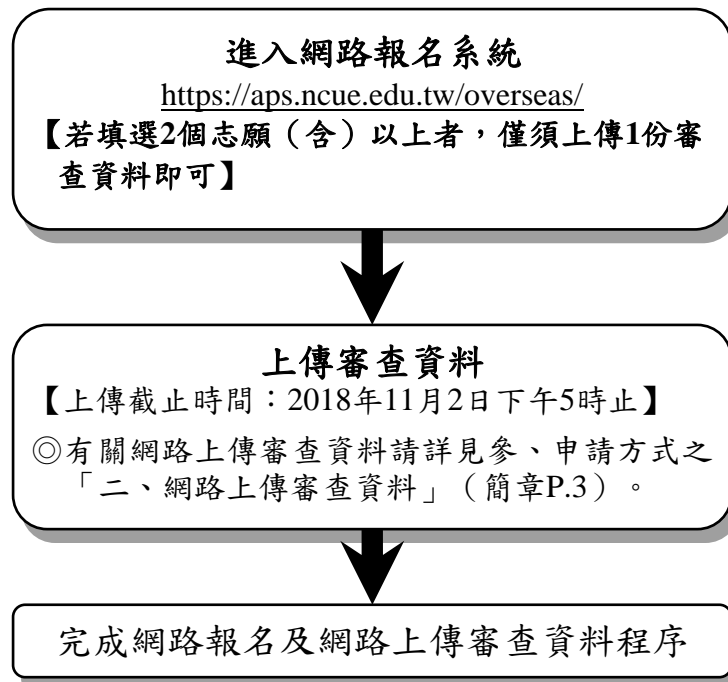 進入網路報名系統
https://aps.ncue.edu.tw/overseas/
【若填選2個志願（含）以上者，僅須上傳1份審
查資料即可】
上傳審查資料
【上傳截止時間：2018年11月2日下午5時止】
◎有關網路上傳審查資料請詳見參、申請方式之
「二、網路上傳審查資料」（簡章P.3）。
完成網路報名及網路上傳審查資料程序